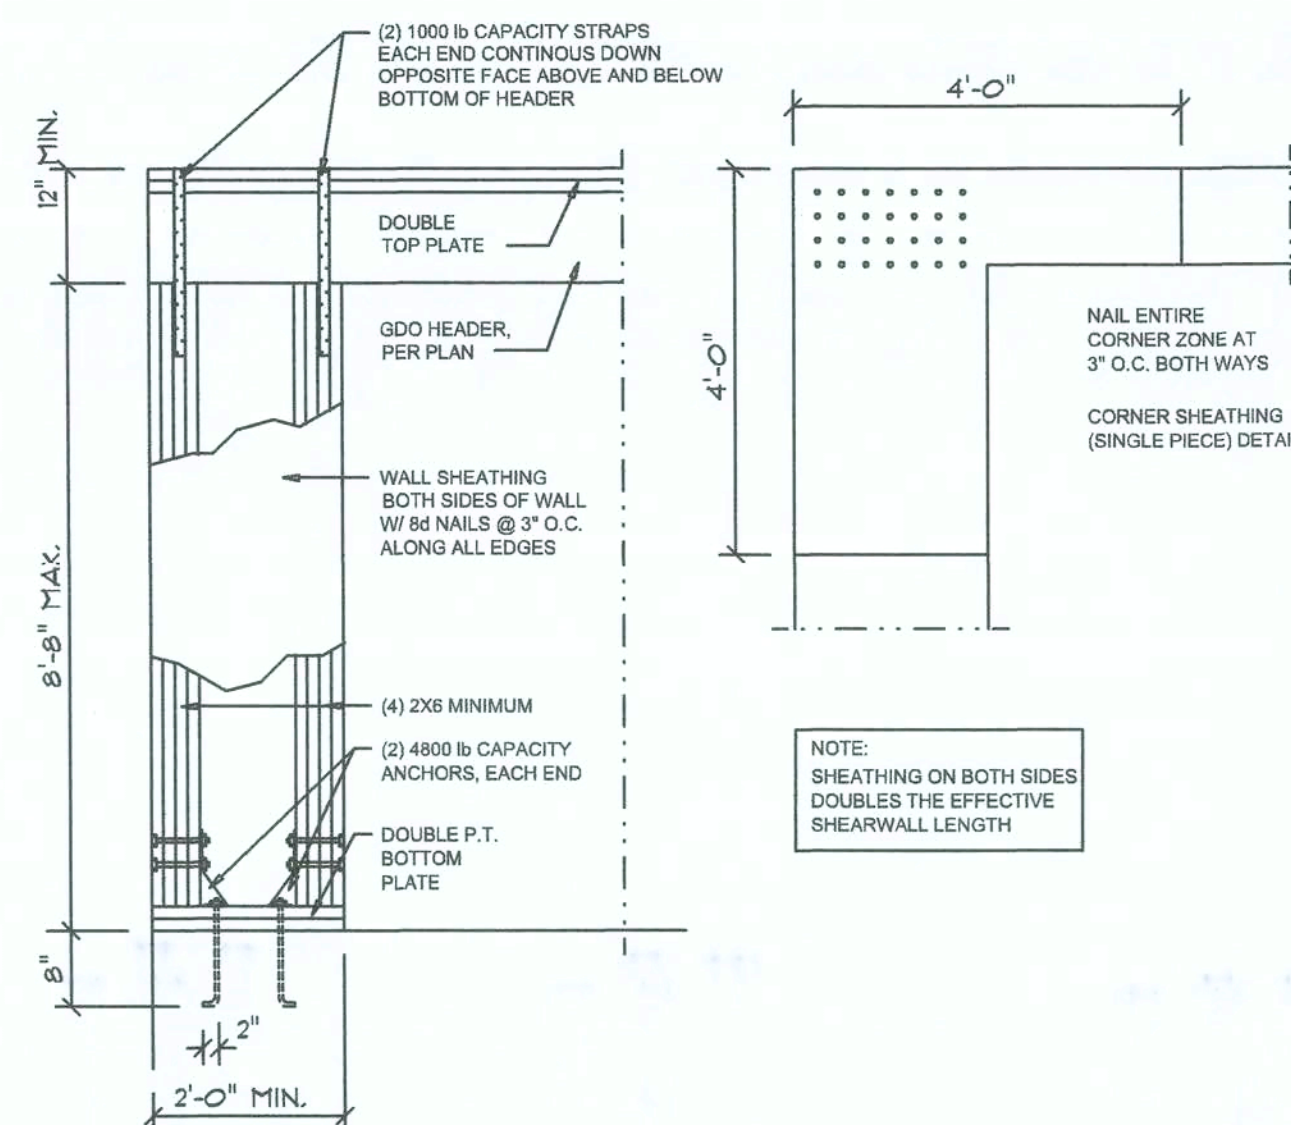 (2) 1000 lb CAPACITY STRAPS
EACH END CONTINOUS DOWN
OPPOSITE FACE ABOVE AND BELOW
BOTTOM OF HEADER
12" MIN.
DOUBLE
TOP PLATE
GDO HEADER,
PER PLAN
WALL SHEATHING
BOTH SIDES OF WALL
W/ 8d NAILS @ 3" O.C.
ALONG ALL EDGES
8'-8" MAX.
(4) 2X6 MINIMUM
(2) 4800 lb CAPACITY
ANCHORS, EACH END
DOUBLE P.T.
BOTTOM
PLATE
8"
2"
2'-0" MIN.
4'-0"
4'-0"
NAIL ENTIRE
CORNER ZONE AT
3" O.C. BOTH WAYS
CORNER SHEATHING
(SINGLE PIECE) DETAI
NOTE:
SHEATHING ON BOTH SIDES
DOUBLES THE EFFECTIVE
SHEARWALL LENGTH